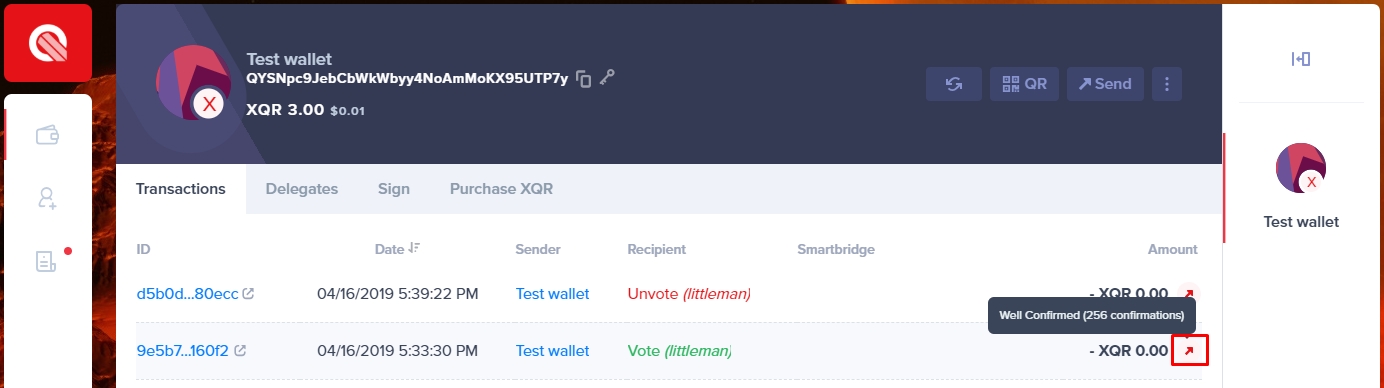 Test wallet
QYSNpc9JebCbWkWbyy4NoAmMoKX95UTP7y
X
XQR 3.00 $0.01
QR
Send
Transactions Delegates Sign Purchase XQR
X
Test wallet
ID Date Sender Recipient Smartbridge Amount
d5b0d...80ecc 04/16/2019 5:39:22 PM Test wallet Unvote (littleman) - XQR 0.00
Well Confirmed (256 confirmations)
9e5b7...160f2 04/16/2019 5:33:30 PM Test wallet Vote (littleman) - XQR 0.00